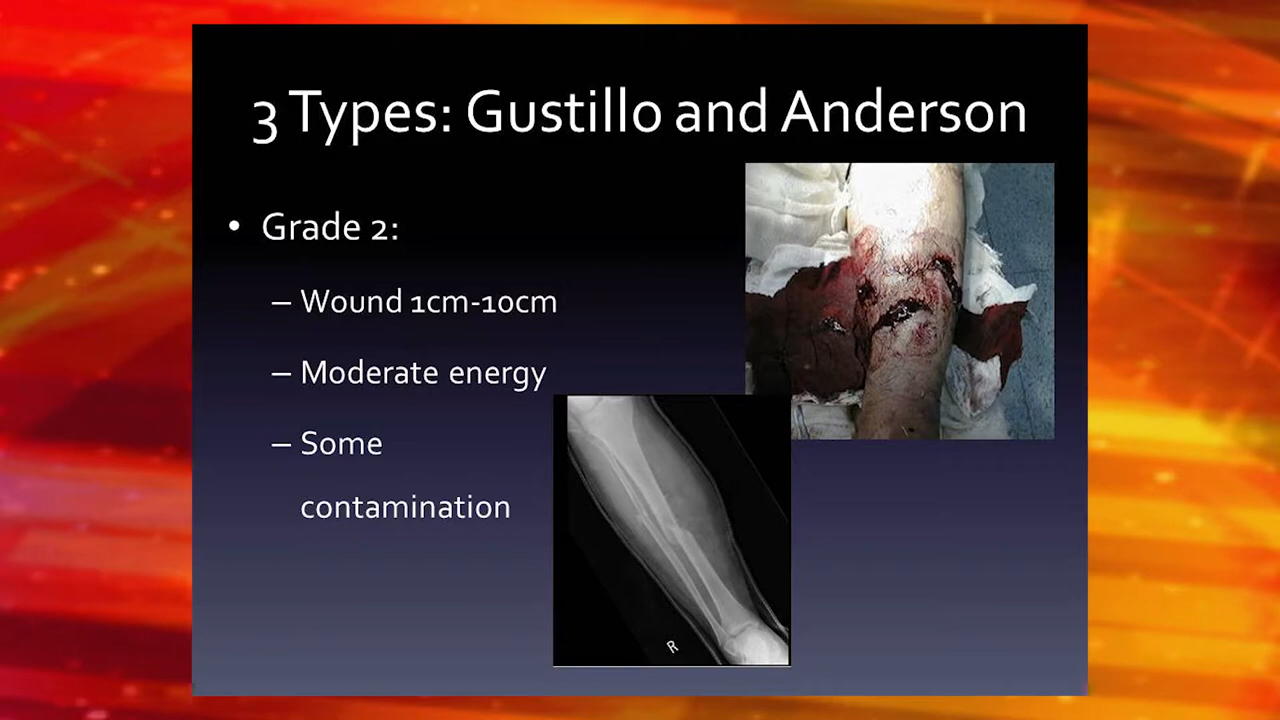 3 Types: Gustillo and Anderson
• Grade 2:
– Wound 1cm-10cm
– Moderate energy
– Some
contamination
R